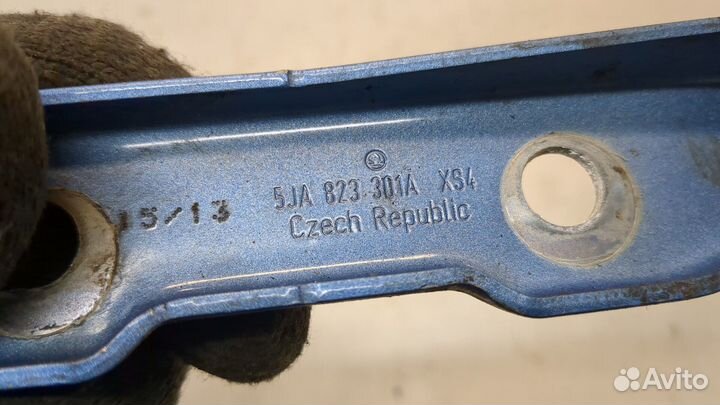 5JA 823 301A XS4
Czech Republic
15/13
Avito